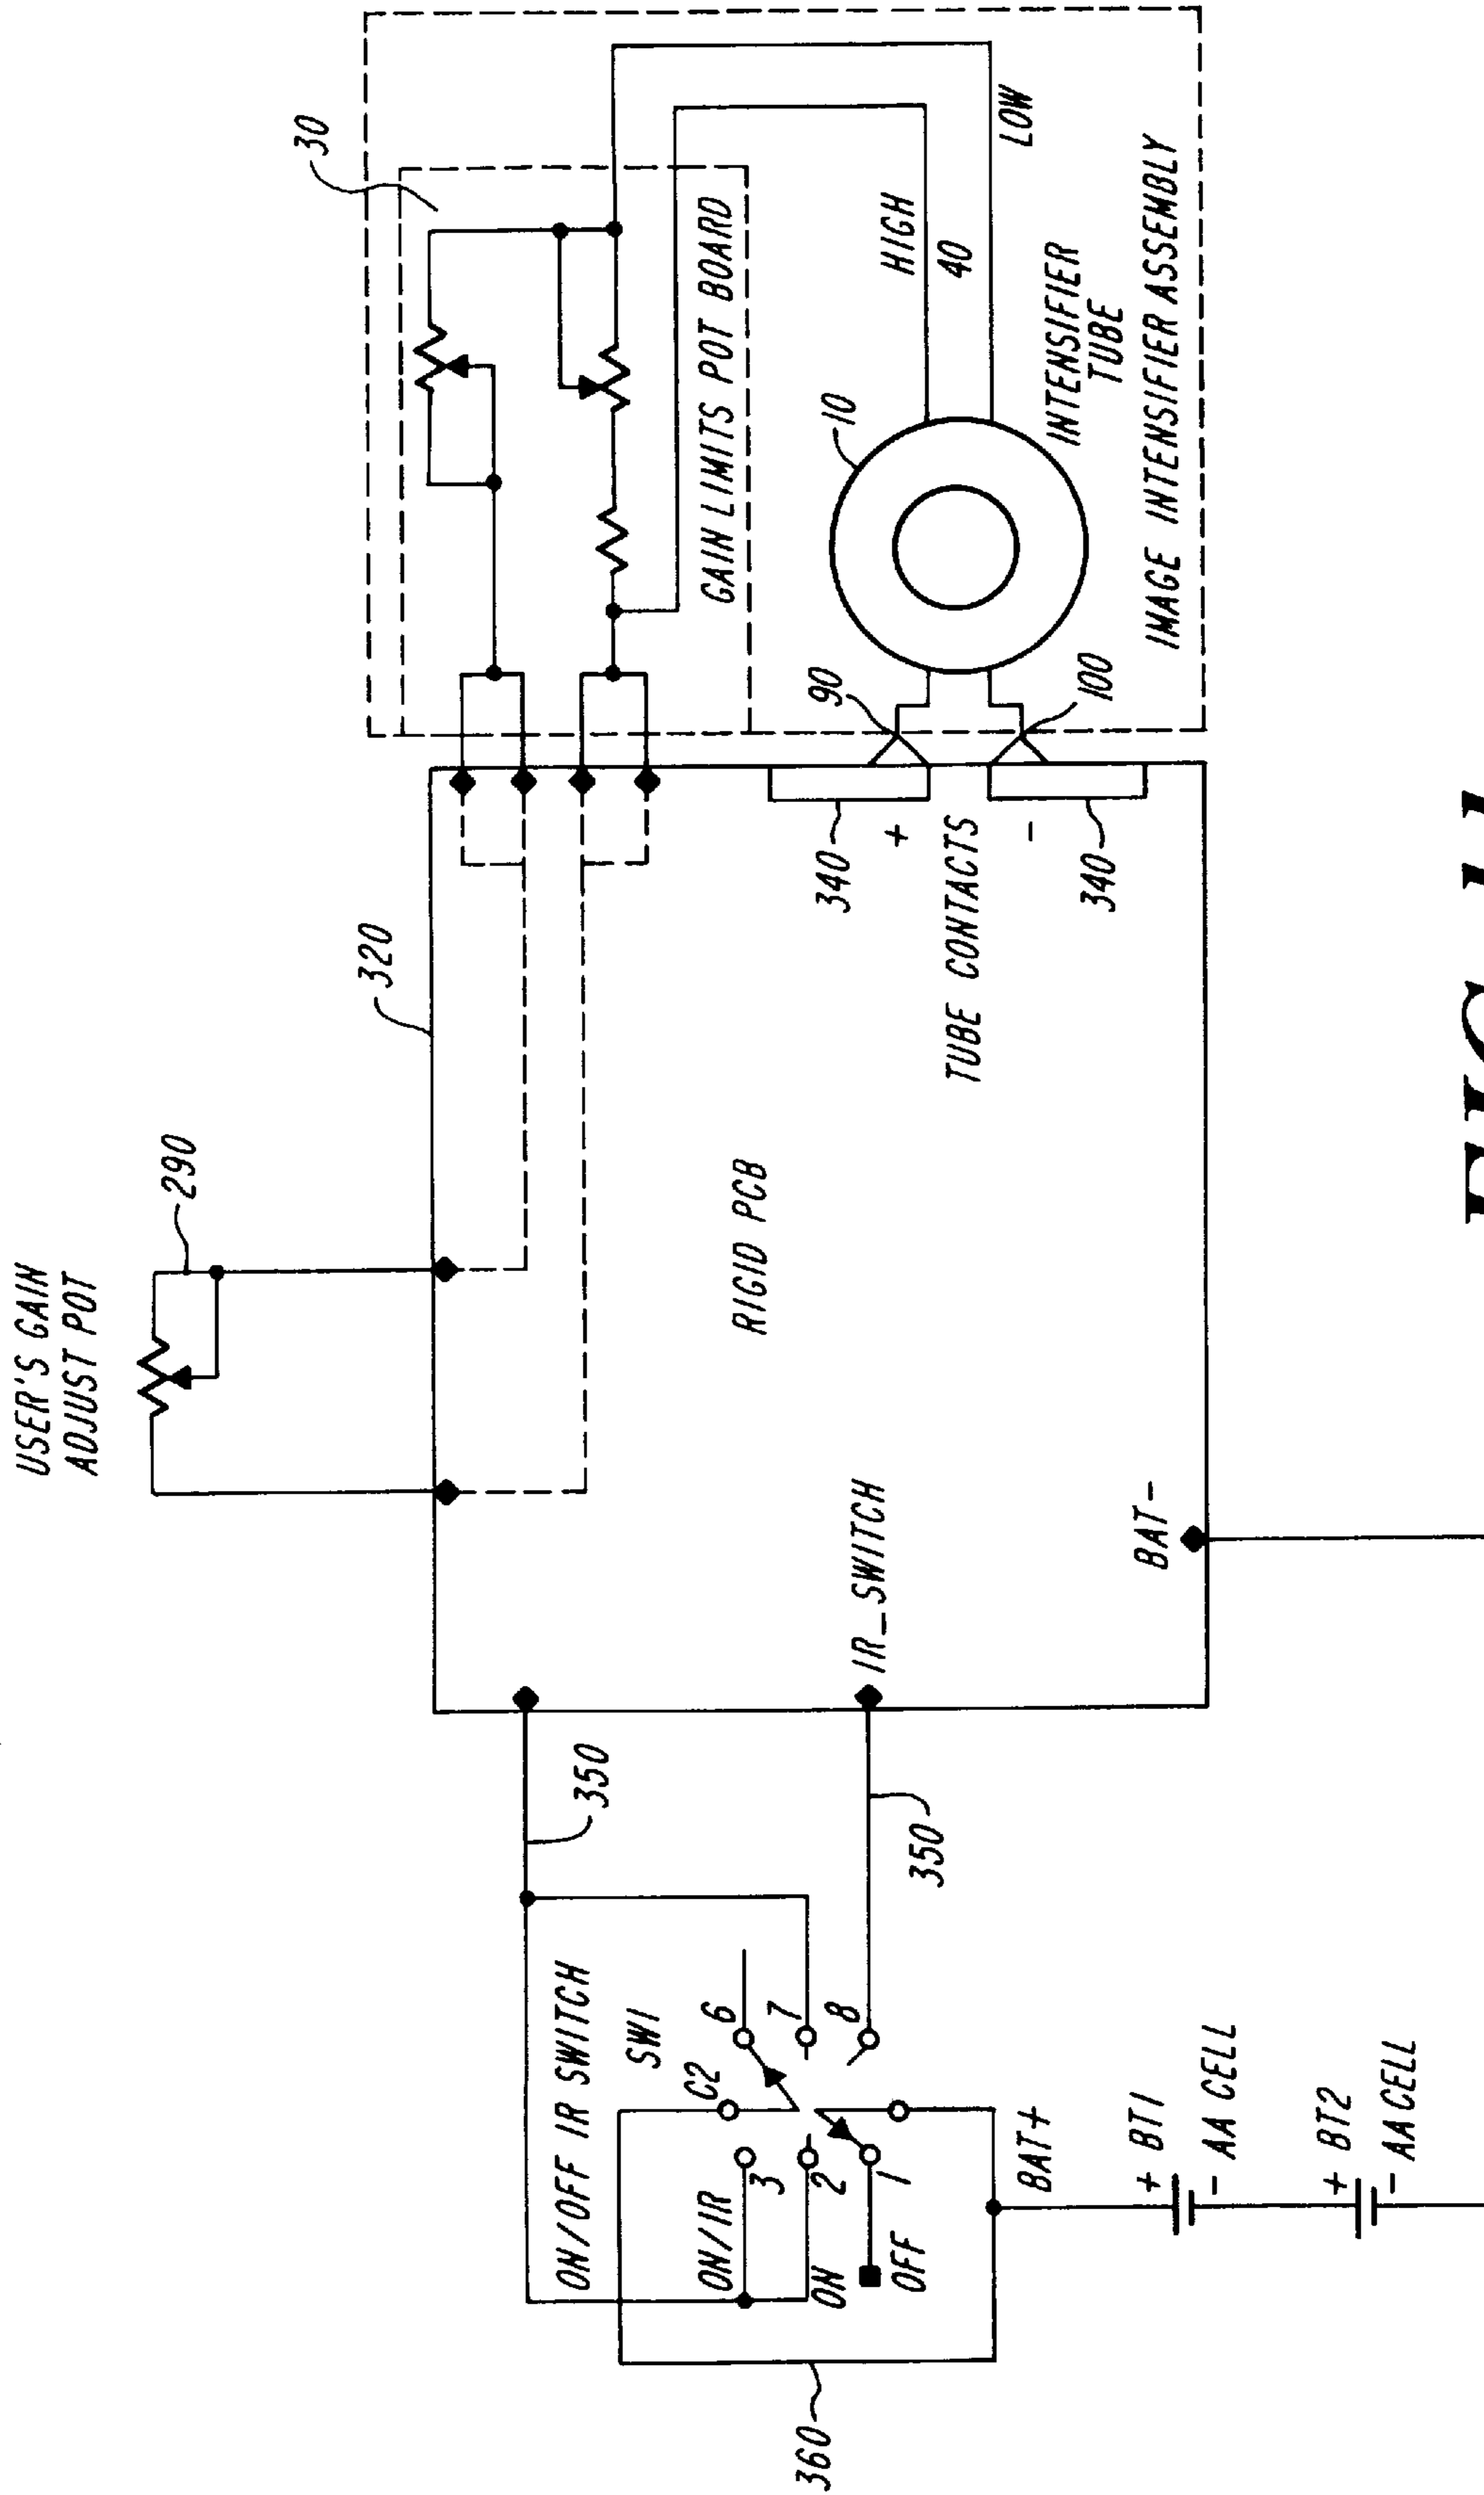 USER'S GAIN
ADJUST POT
290
320
30
GAIN LIMITS POT BOARD
HIGH
40
LOW
10
INTENSIFIER
TUBE
IMAGE INTENSIFIER ASSEMBLY
90
100
340
+
TUBE CONTACTS
-
340
RIGID PCB
IR_SWITCH
BAT-
350
350
ON/OFF IR SWITCH
SW1
C2
6
7
8
ON/IR
3
ON
2
OFF
1
360
BAT+
+ BT1
- AA CELL
+ BT2
- AA CELL